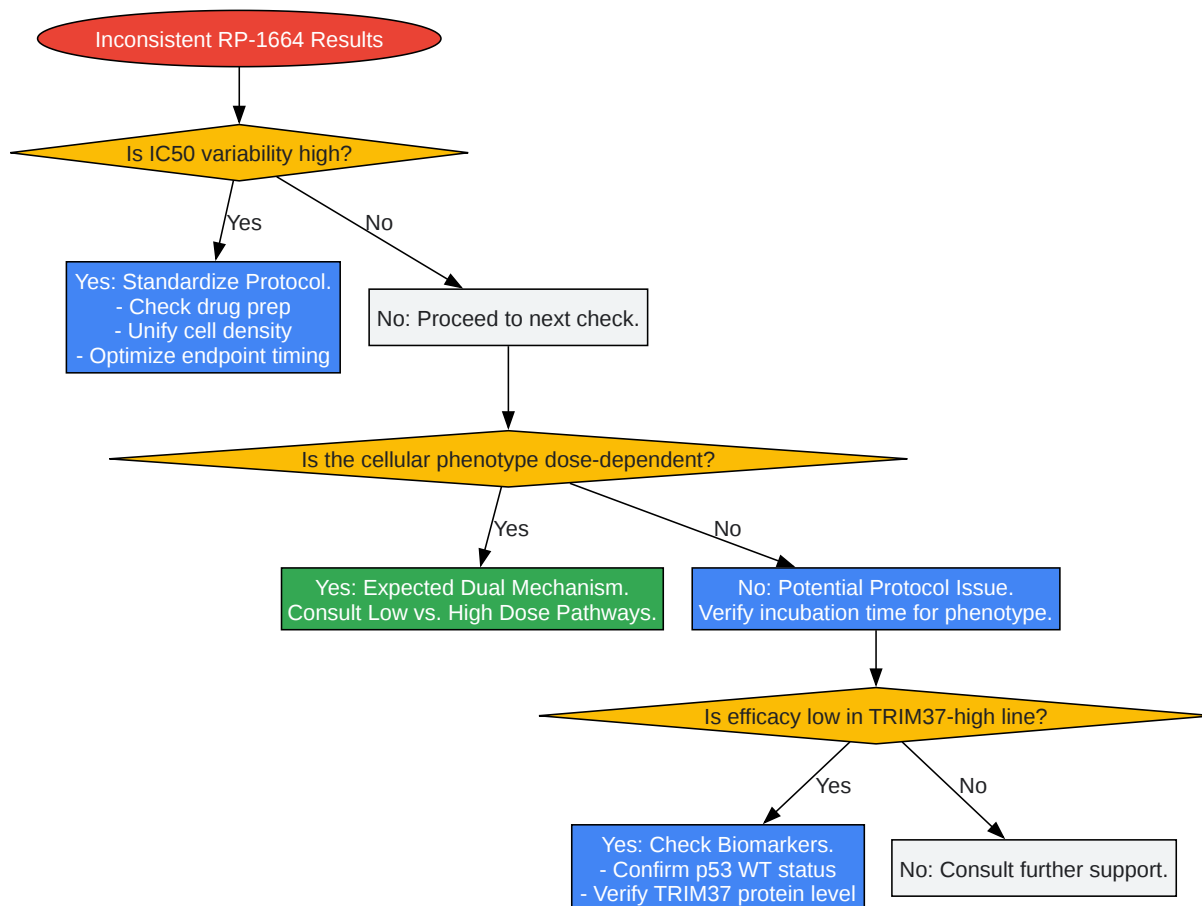 Inconsistent RP-1664 Results
Is IC50 variability high?
Yes
No
Yes: Standardize Protocol.
- Check drug prep
- Unify cell density
- Optimize endpoint timing
No: Proceed to next check.
Is the cellular phenotype dose-dependent?
Yes
No
Yes: Expected Dual Mechanism.
Consult Low vs. High Dose Pathways.
No: Potential Protocol Issue.
Verify incubation time for phenotype.
Is efficacy low in TRIM37-high line?
Yes
No
Yes: Check Biomarkers.
- Confirm p53 WT status
- Verify TRIM37 protein level
No: Consult further support.